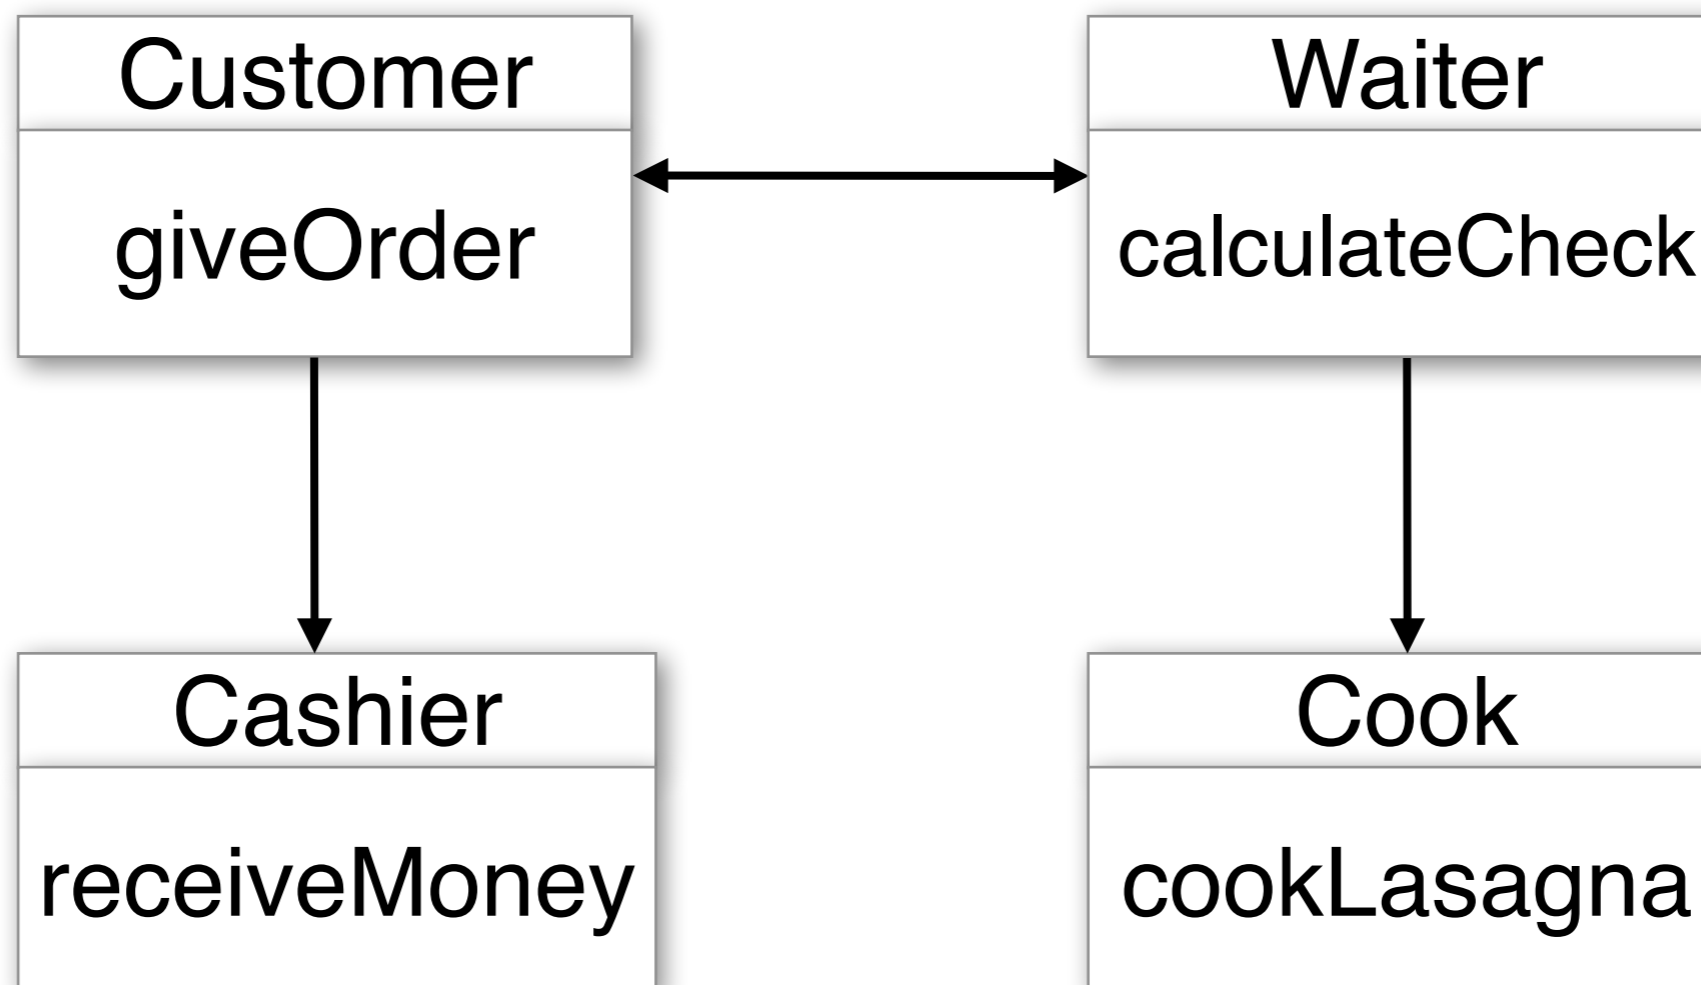 Customer
giveOrder
Waiter
calculateCheck
Cashier
receiveMoney
Cook
cookLasagna